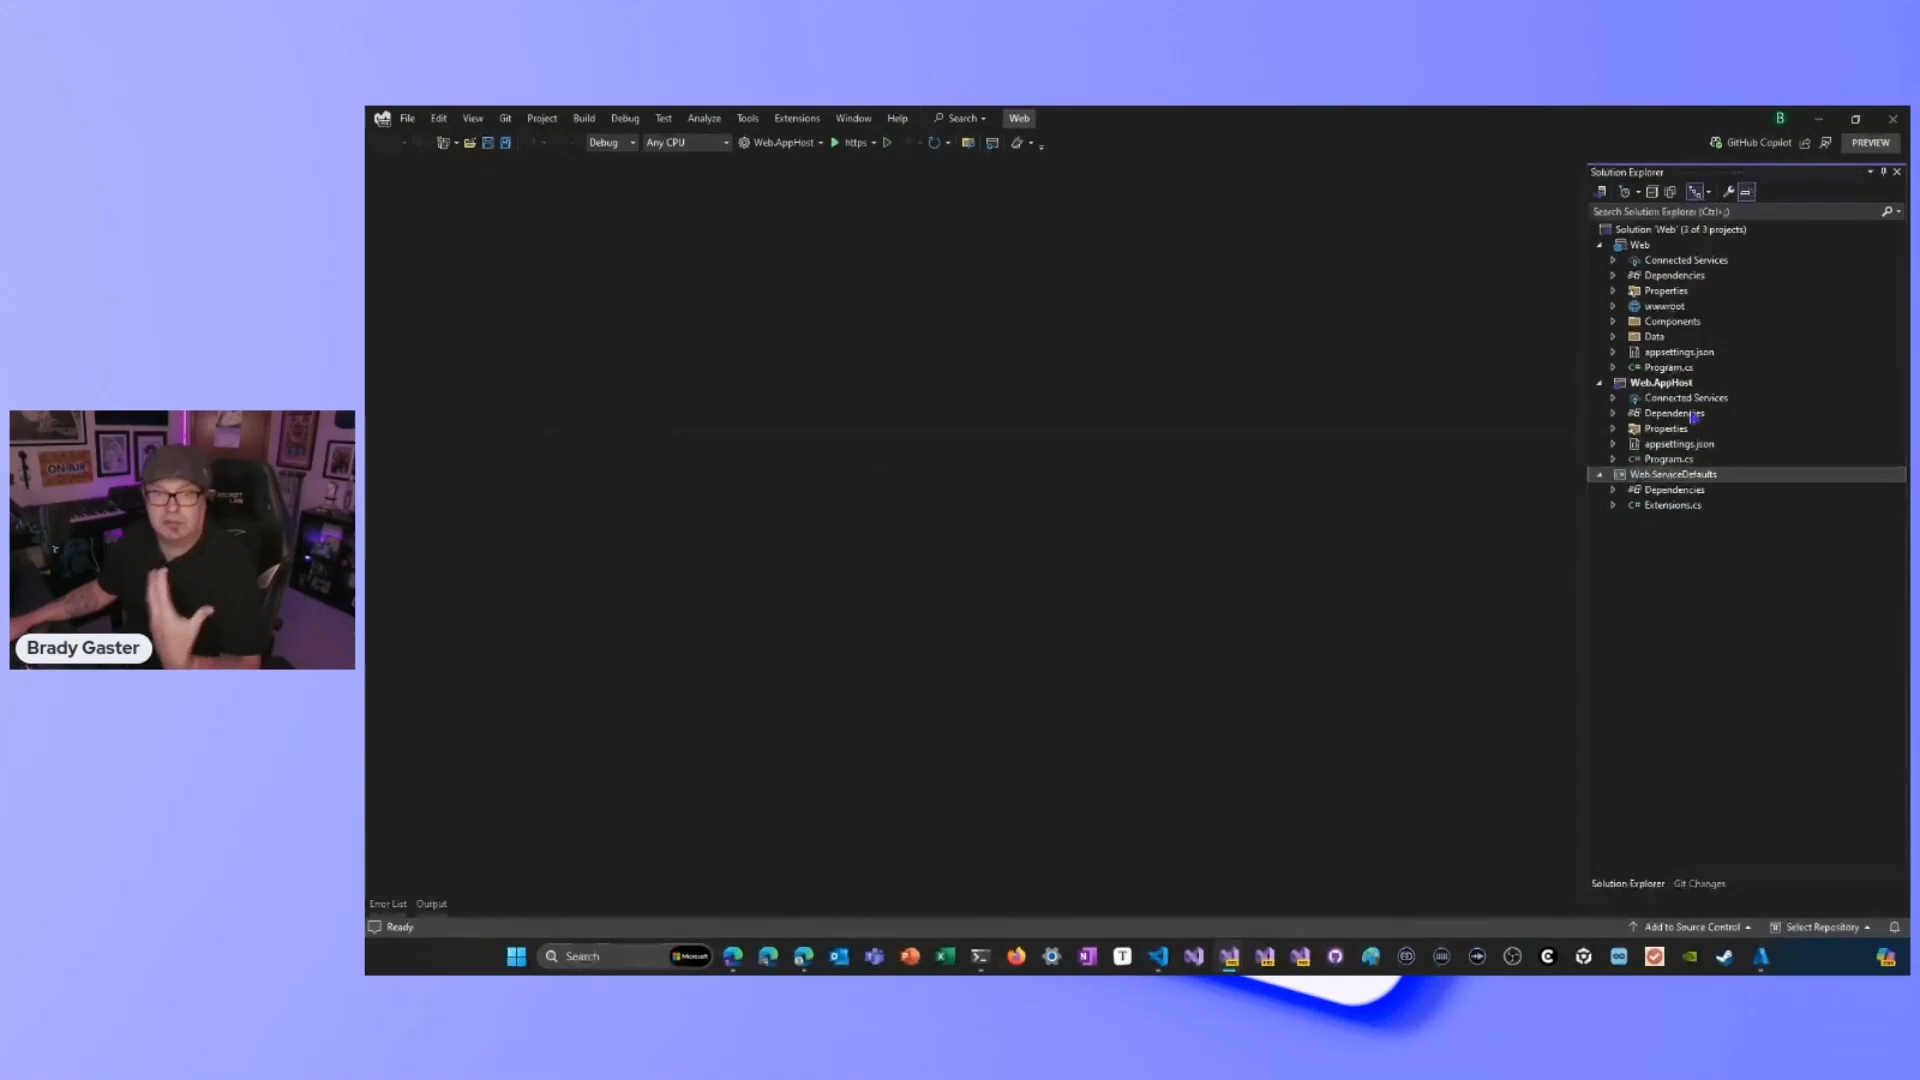 File Edit View Git Project Build Debug Test Analyze Tools Extensions Window Help Search Web
B
Debug Any CPU Web.AppHost https
GitHub Copilot PREVIEW
Solution Explorer
Search Solution Explorer (Ctrl+;)
Solution 'Web' (3 of 3 projects)
Web
Connected Services
Dependencies
Properties
wwwroot
Components
Data
appsettings.json
C# Program.cs
Web.AppHost
Connected Services
Dependencies
Properties
appsettings.json
C# Program.cs
Web.ServiceDefaults
Dependencies
C# Extensions.cs
ON AIR
SECRET LAB
Brady Gaster
Solution Explorer Git Changes
Error List Output
Ready
Add to Source Control Select Repository
Search Microsoft